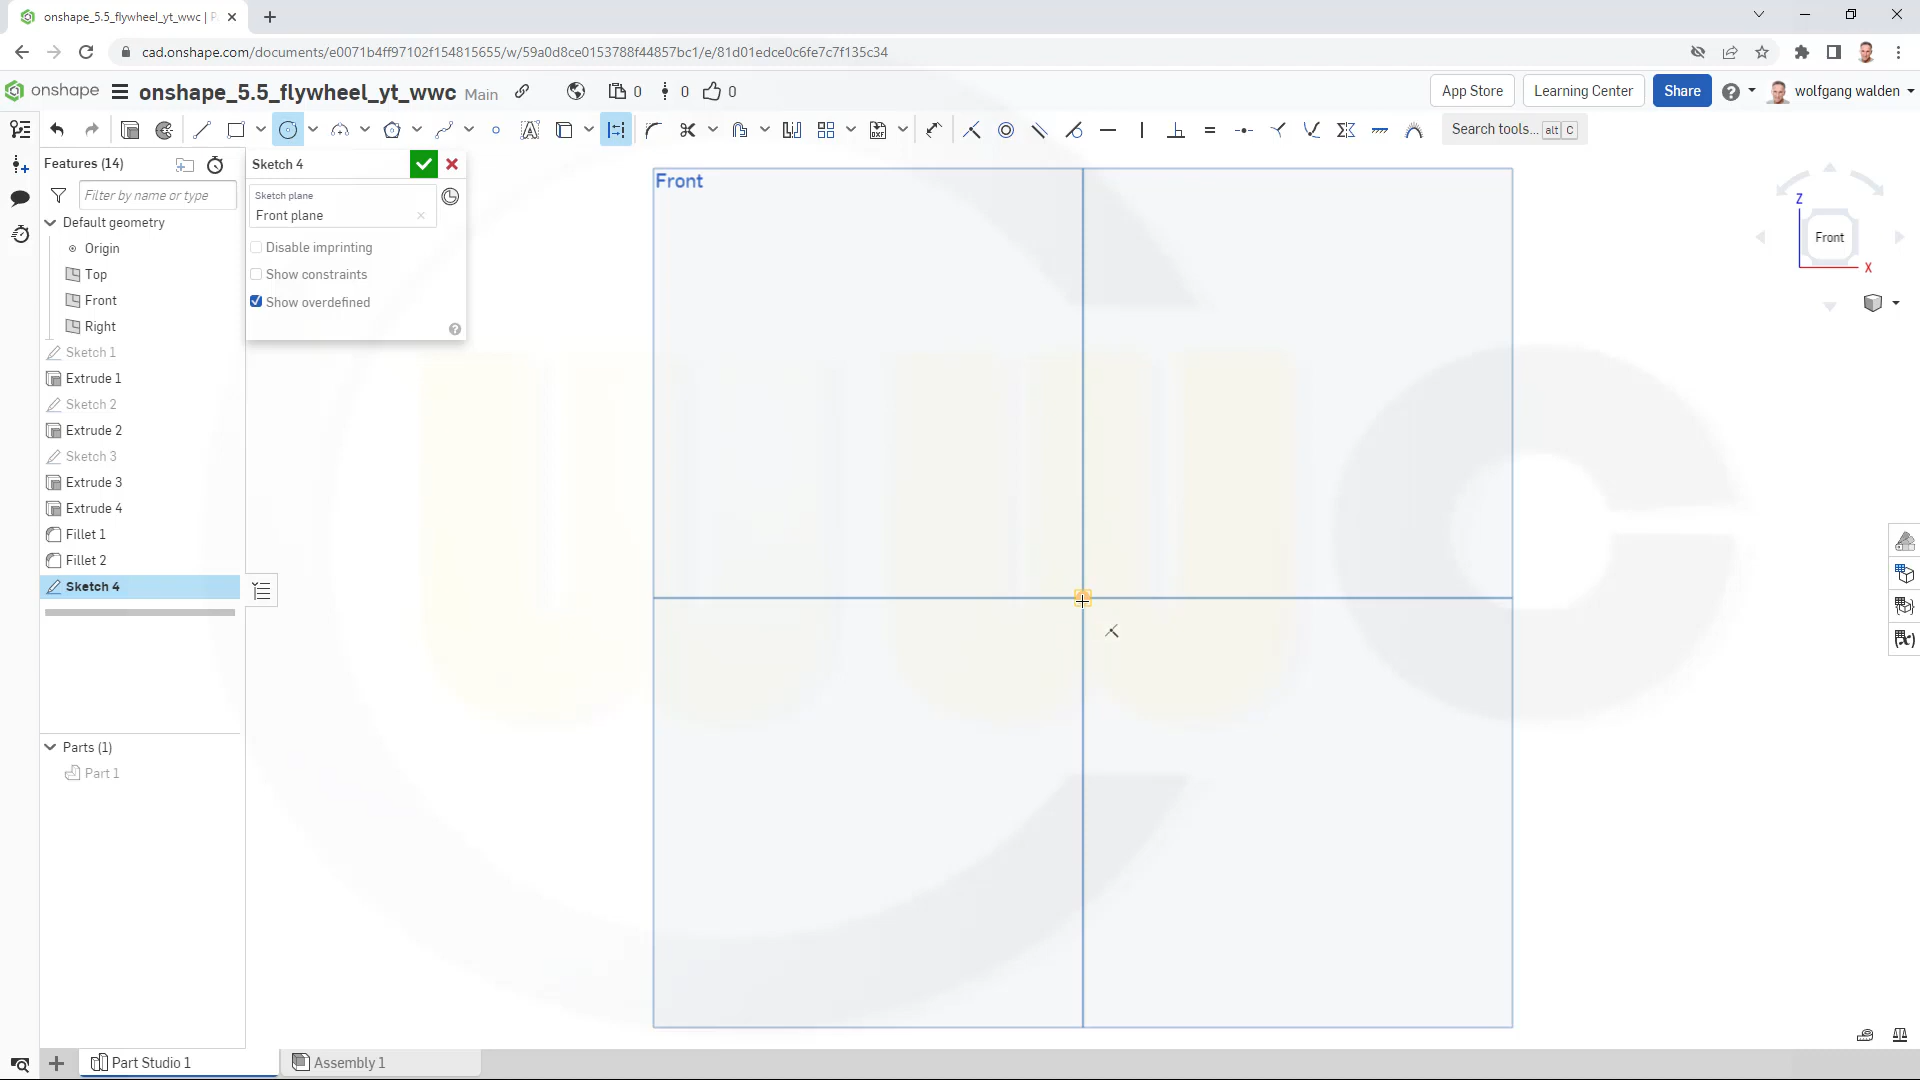 onshape_5.5_flywheel_yt_wwc | P
cad.onshape.com/documents/e0071b4ff97102f154815655/w/59a0d8ce0153788f44857bc1/e/81d01edce0c6fe7c7f135c34
onshape onshape_5.5_flywheel_yt_wwc Main 0 0 0 App Store Learning Center Share wolfgang walden
Search tools... alt C
Features (14)
Filter by name or type
Default geometry
Origin
Top
Front
Right
Sketch 1
Extrude 1
Sketch 2
Extrude 2
Sketch 3
Extrude 3
Extrude 4
Fillet 1
Fillet 2
Sketch 4
Parts (1)
Part 1
Sketch 4
Sketch plane
Front plane
Disable imprinting
Show constraints
Show overdefined
Front
Z
Front
X
Part Studio 1
Assembly 1